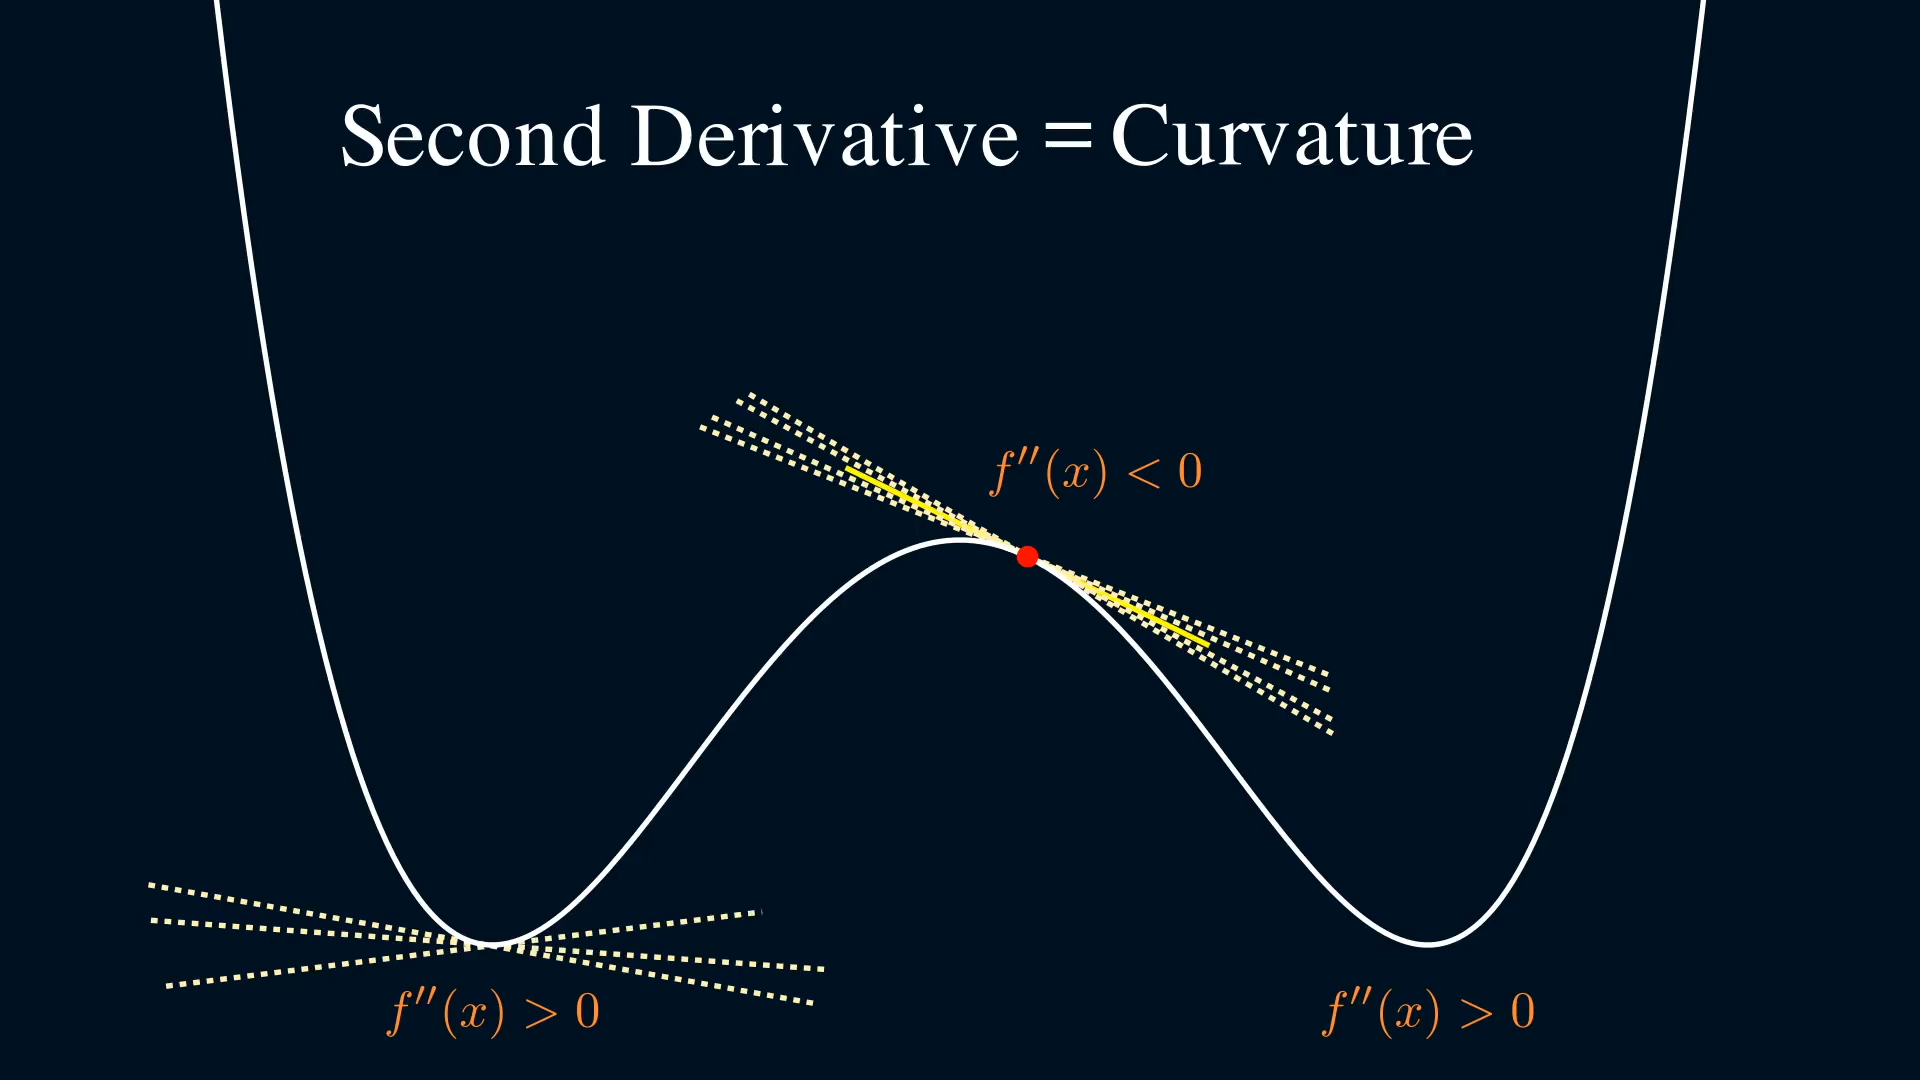 Second Derivative = Curvature
f″(x) < 0
f″(x) > 0
f″(x) > 0